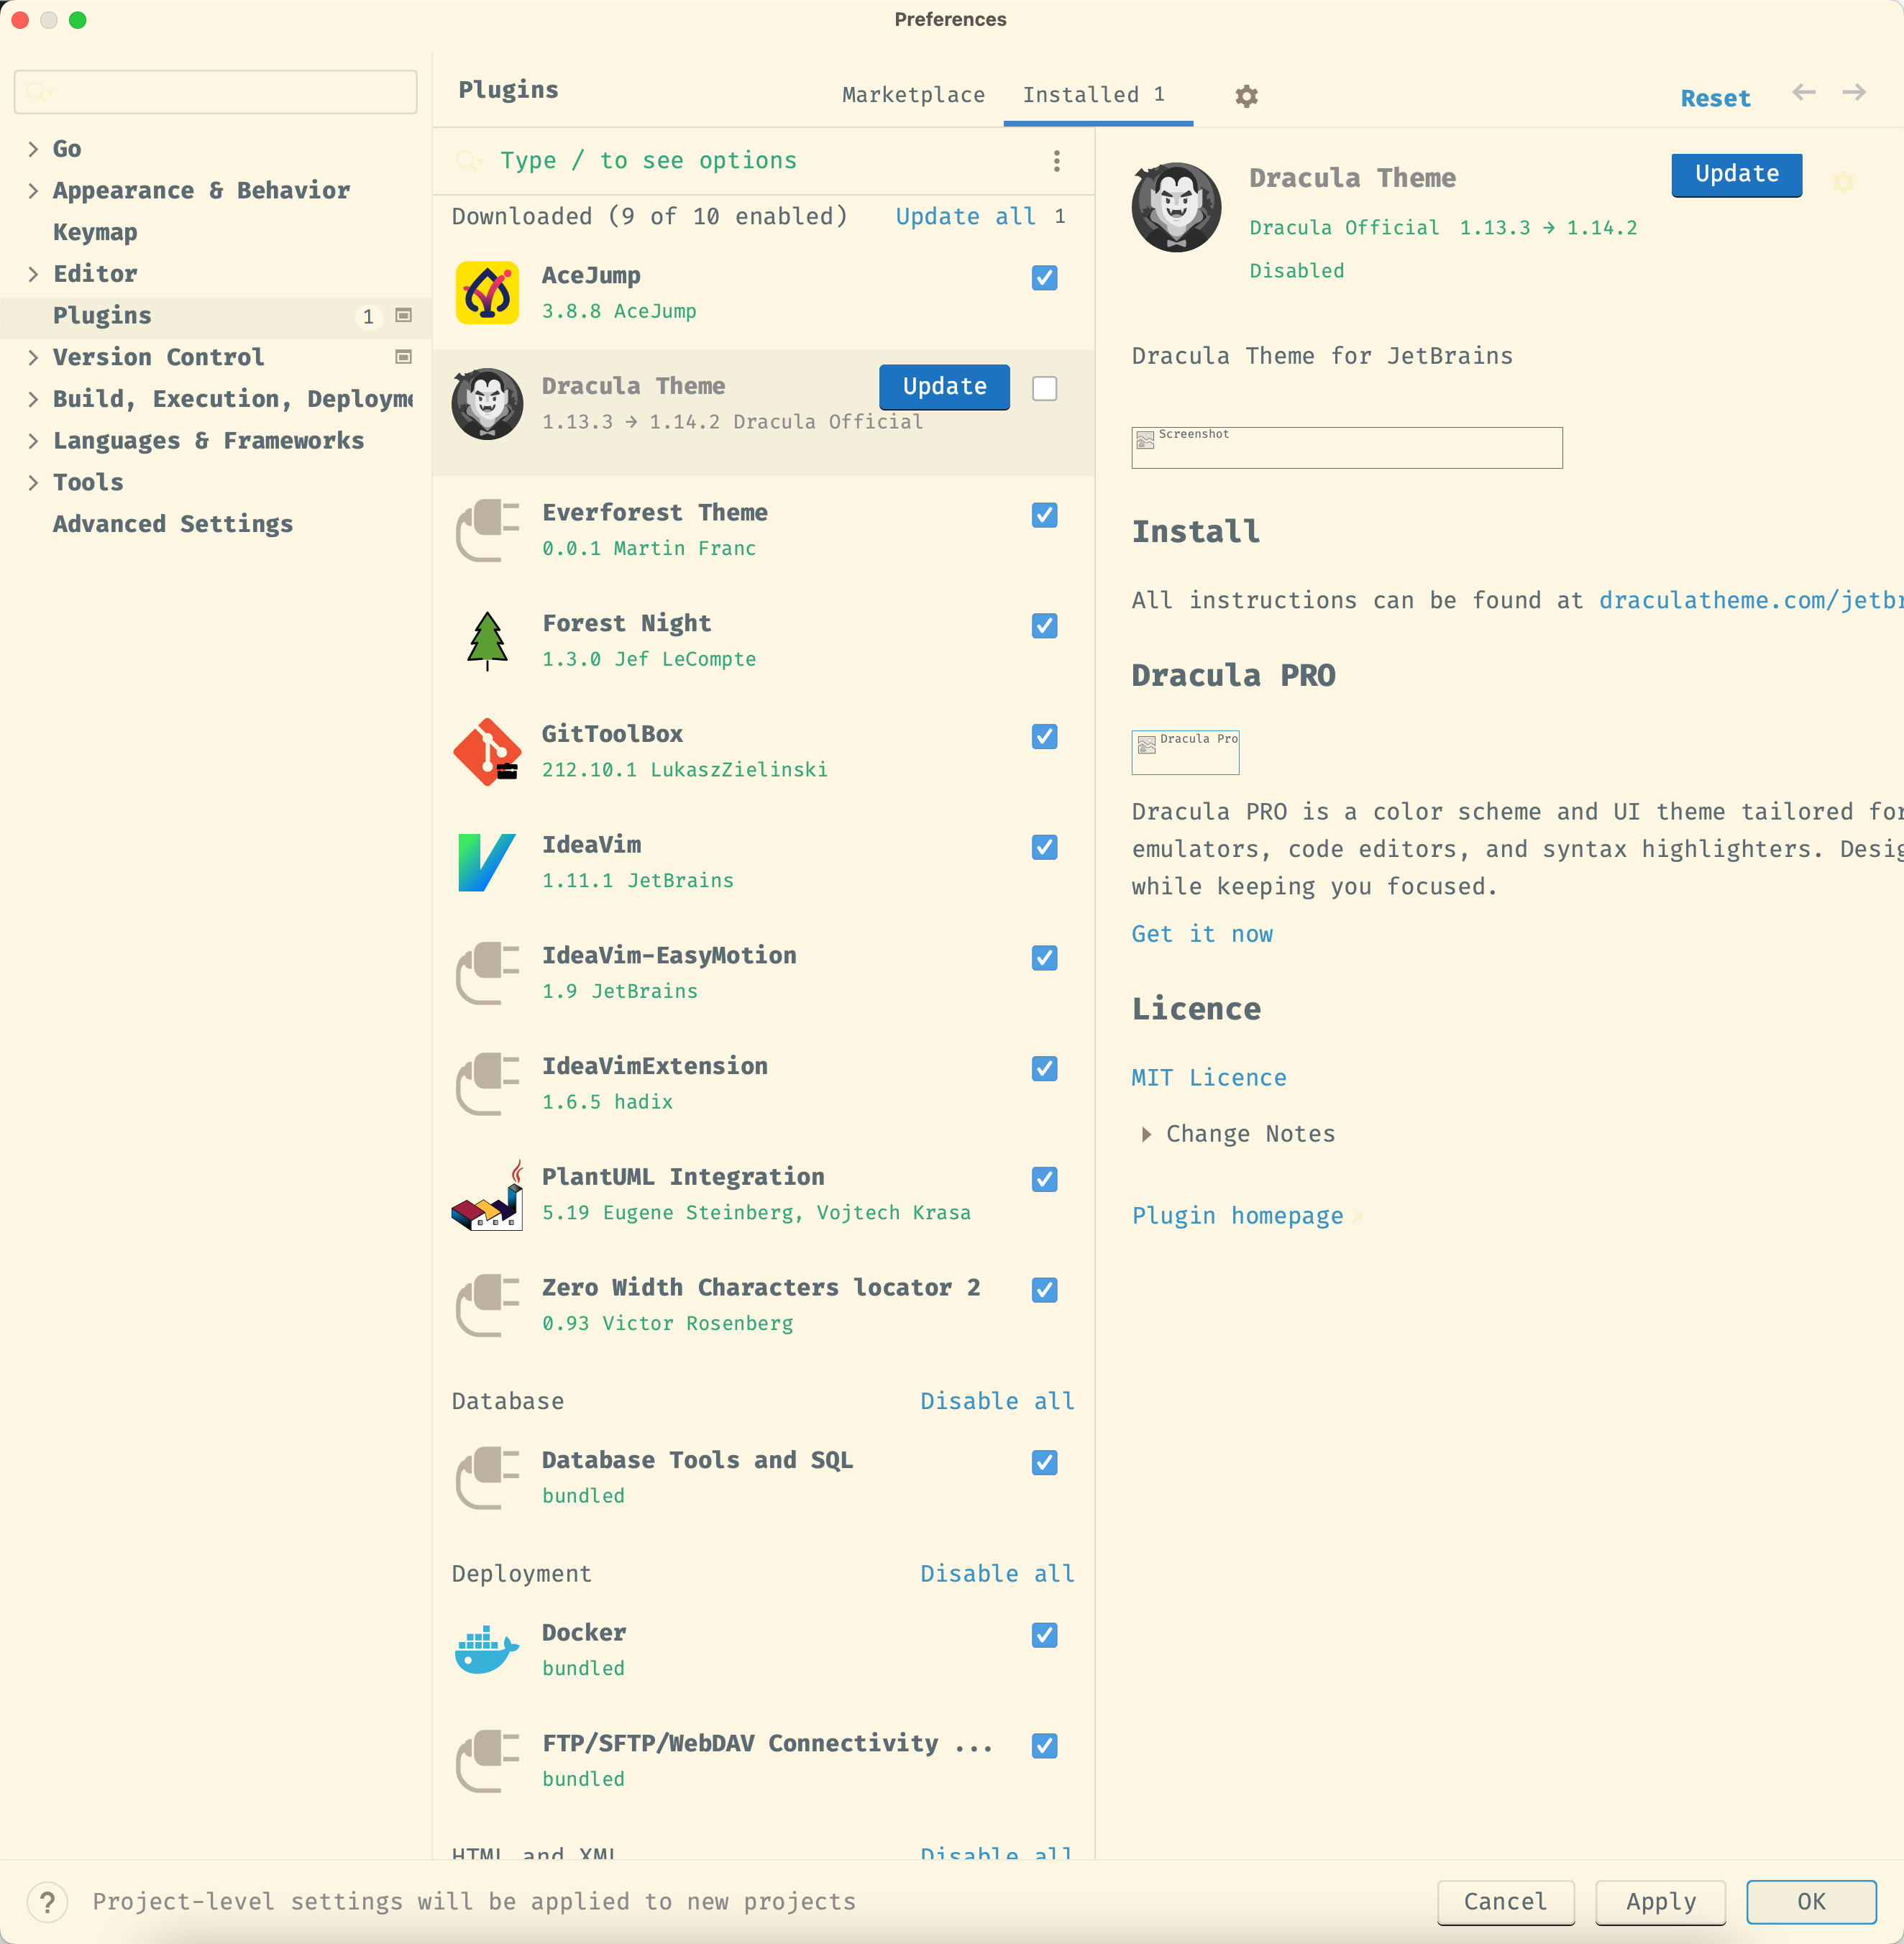 Preferences
Go
Appearance & Behavior
Keymap
Editor
Plugins 1
Version Control
Build, Execution, Deployme
Languages & Frameworks
Tools
Advanced Settings
Plugins
Marketplace
Installed 1
Reset
Type / to see options
Downloaded (9 of 10 enabled) Update all 1
AceJump
3.8.8 AceJump
Dracula Theme Update
1.13.3 → 1.14.2 Dracula Official
Everforest Theme
0.0.1 Martin Franc
Forest Night
1.3.0 Jef LeCompte
GitToolBox
212.10.1 LukaszZielinski
IdeaVim
1.11.1 JetBrains
IdeaVim-EasyMotion
1.9 JetBrains
IdeaVimExtension
1.6.5 hadix
PlantUML Integration
5.19 Eugene Steinberg, Vojtech Krasa
Zero Width Characters locator 2
0.93 Victor Rosenberg
Database Disable all
Database Tools and SQL
bundled
Deployment Disable all
Docker
bundled
FTP/SFTP/WebDAV Connectivity ...
bundled
HTML and XML Disable all
Dracula Theme Update
Dracula Official 1.13.3 → 1.14.2
Disabled
Dracula Theme for JetBrains
Screenshot
Install
All instructions can be found at draculatheme.com/jetbr
Dracula PRO
Dracula Pro
Dracula PRO is a color scheme and UI theme tailored for
emulators, code editors, and syntax highlighters. Desig
while keeping you focused.
Get it now
Licence
MIT Licence
Change Notes
Plugin homepage
? Project-level settings will be applied to new projects
Cancel
Apply
OK